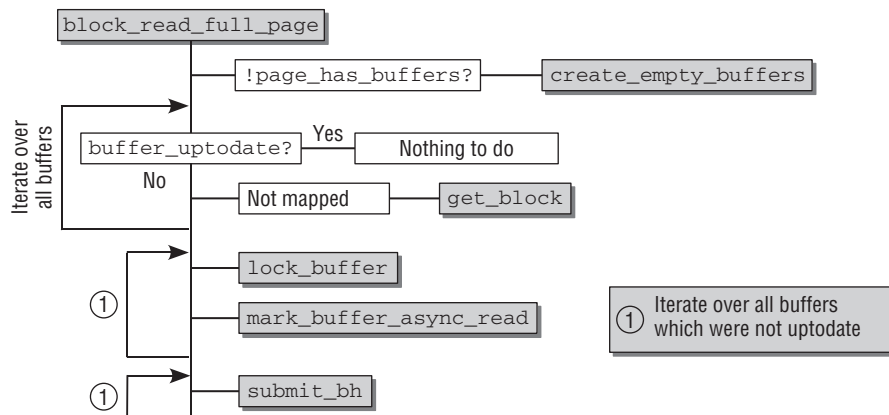 block_read_full_page
!page_has_buffers?
create_empty_buffers
Iterate over
all buffers
buffer_uptodate?
Yes
Nothing to do
No
Not mapped
get_block
lock_buffer
1
mark_buffer_async_read
1 Iterate over all buffers
which were not uptodate
1
submit_bh